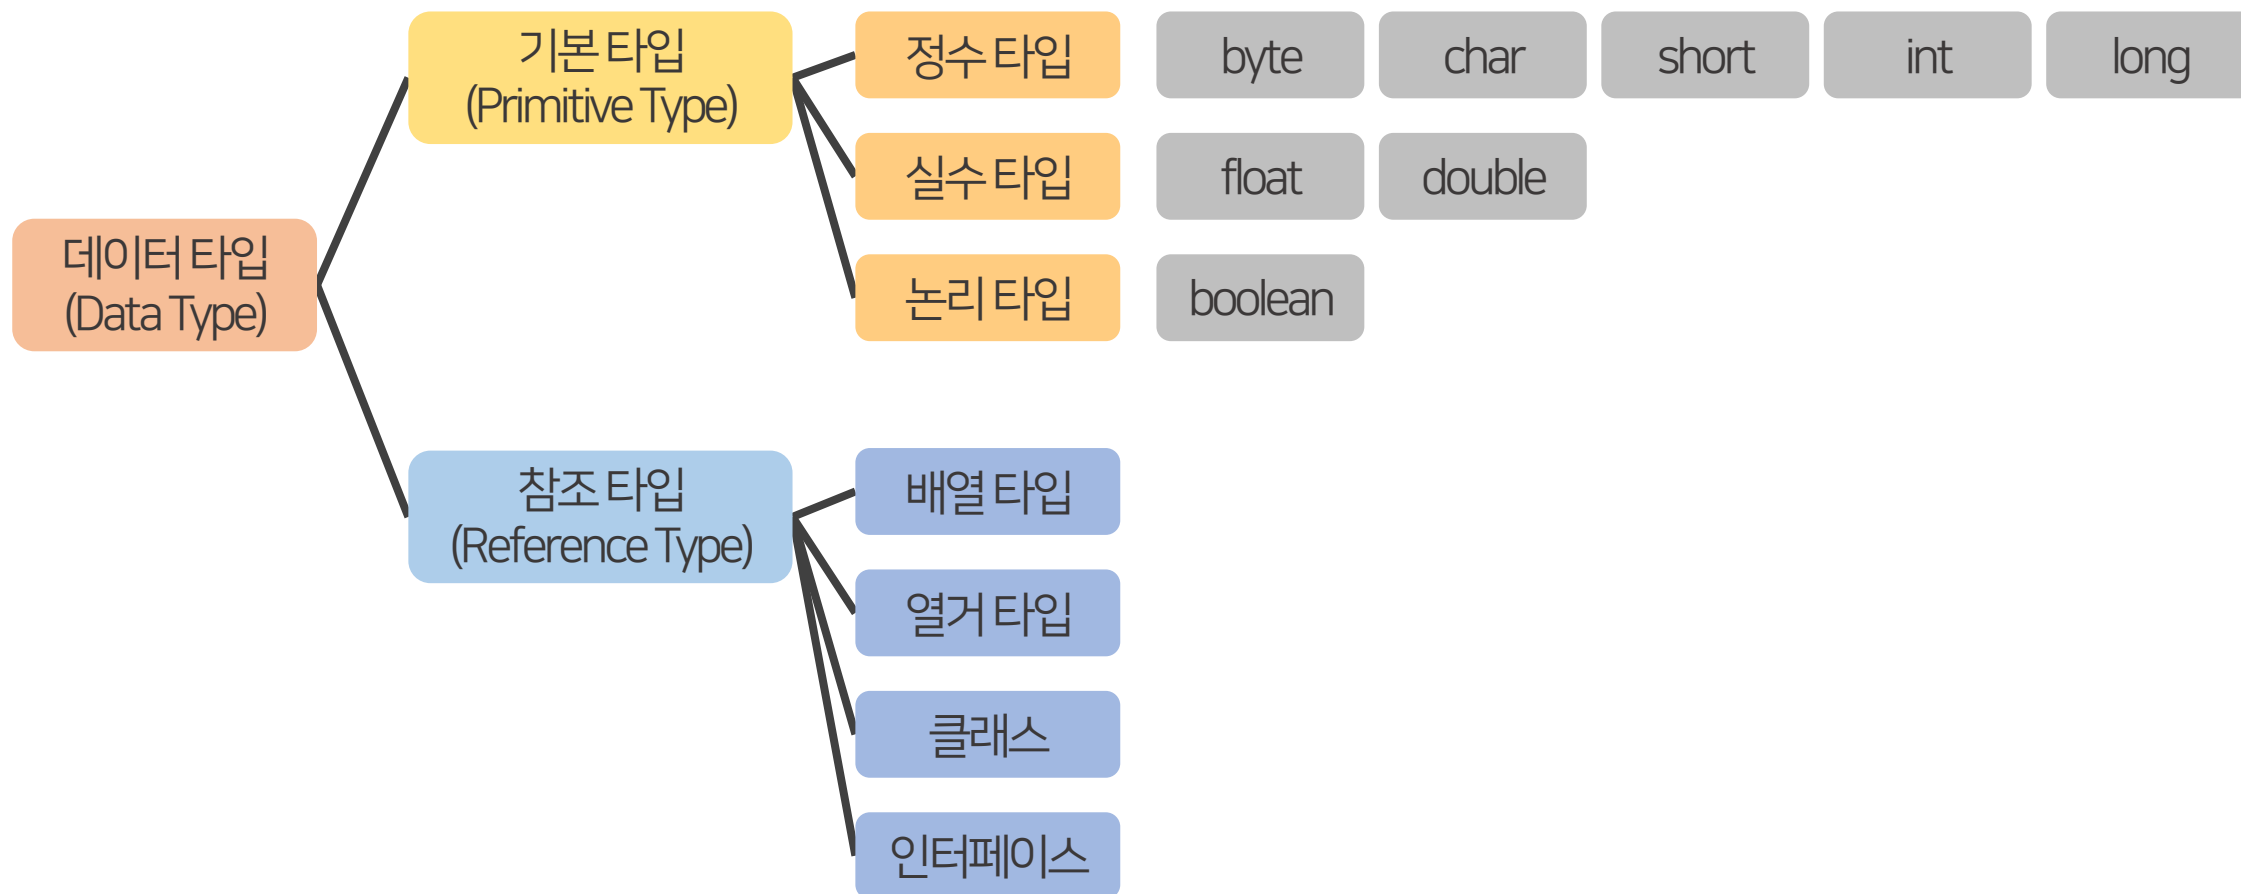 기본 타입
(Primitive Type)
정수 타입
byte
char
short
int
long
실수 타입
float
double
데이터 타입
(Data Type)
논리 타입
boolean
참조 타입
(Reference Type)
배열 타입
열거 타입
클래스
인터페이스